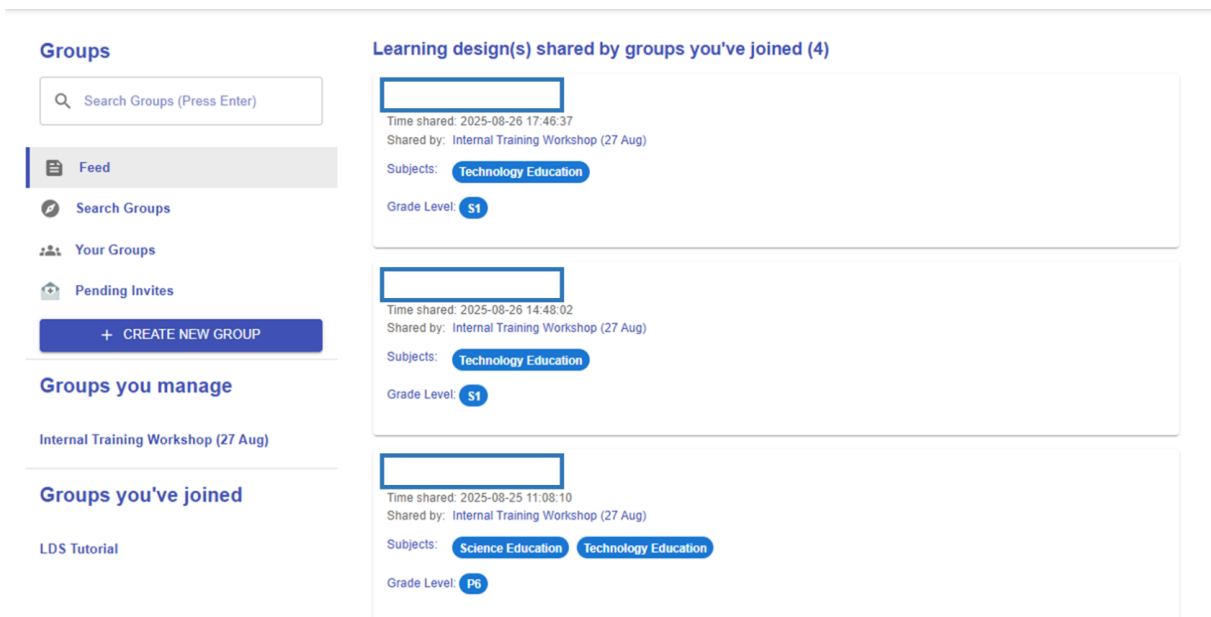 Groups
Search Groups (Press Enter)
Feed
Search Groups
Your Groups
Pending Invites
+ CREATE NEW GROUP
Groups you manage
Internal Training Workshop (27 Aug)
Groups you've joined
LDS Tutorial
Learning design(s) shared by groups you've joined (4)
Time shared: 2025-08-26 17:46:37
Shared by: Internal Training Workshop (27 Aug)
Subjects: Technology Education
Grade Level: S1
Time shared: 2025-08-26 14:48:02
Shared by: Internal Training Workshop (27 Aug)
Subjects: Technology Education
Grade Level: S1
Time shared: 2025-08-25 11:08:10
Shared by: Internal Training Workshop (27 Aug)
Subjects: Science Education Technology Education
Grade Level: P6